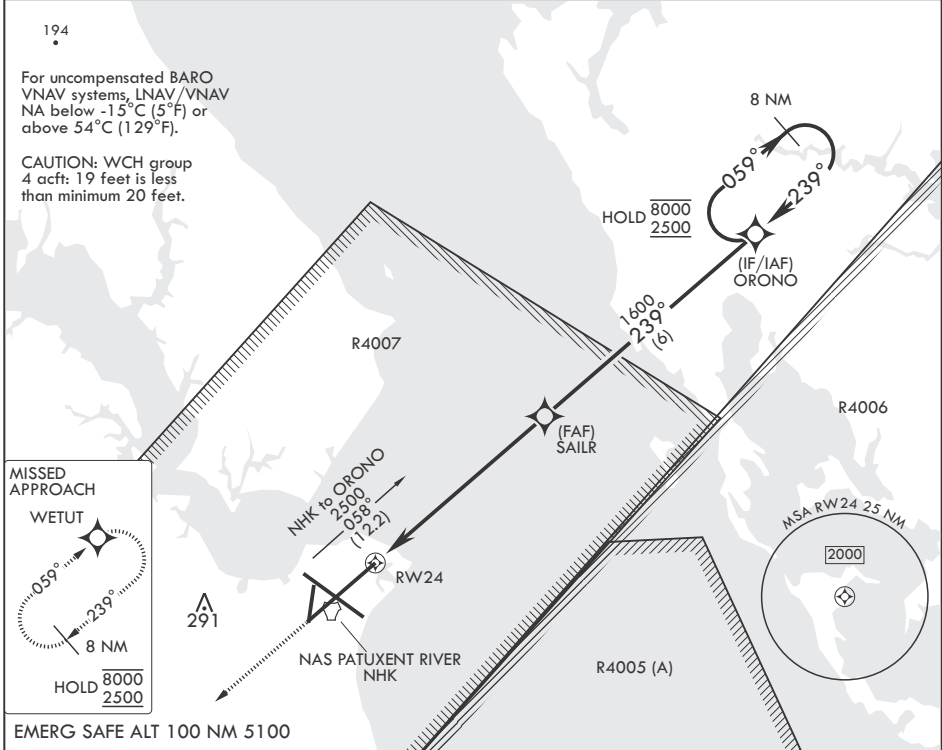 194
For uncompensated BARO
VNAV systems, LNAV/VNAV
NA below -15°C (5°F) or
above 54°C (129°F).
CAUTION: WCH group
4 acft: 19 feet is less
than minimum 20 feet.
8 NM
059°
239°
HOLD 8000
2500
(IF/IAF)
ORONO
1600
239°
(6)
R4007
R4006
(FAF)
SAILR
NHK to ORONO
2500
058°
(12.2)
RW24
291
NAS PATUXENT RIVER
NHK
R4005 (A)
MSA RW24 25 NM
2000
MISSED
APPROACH
WETUT
059°
239°
8 NM
HOLD 8000
2500
EMERG SAFE ALT 100 NM 5100